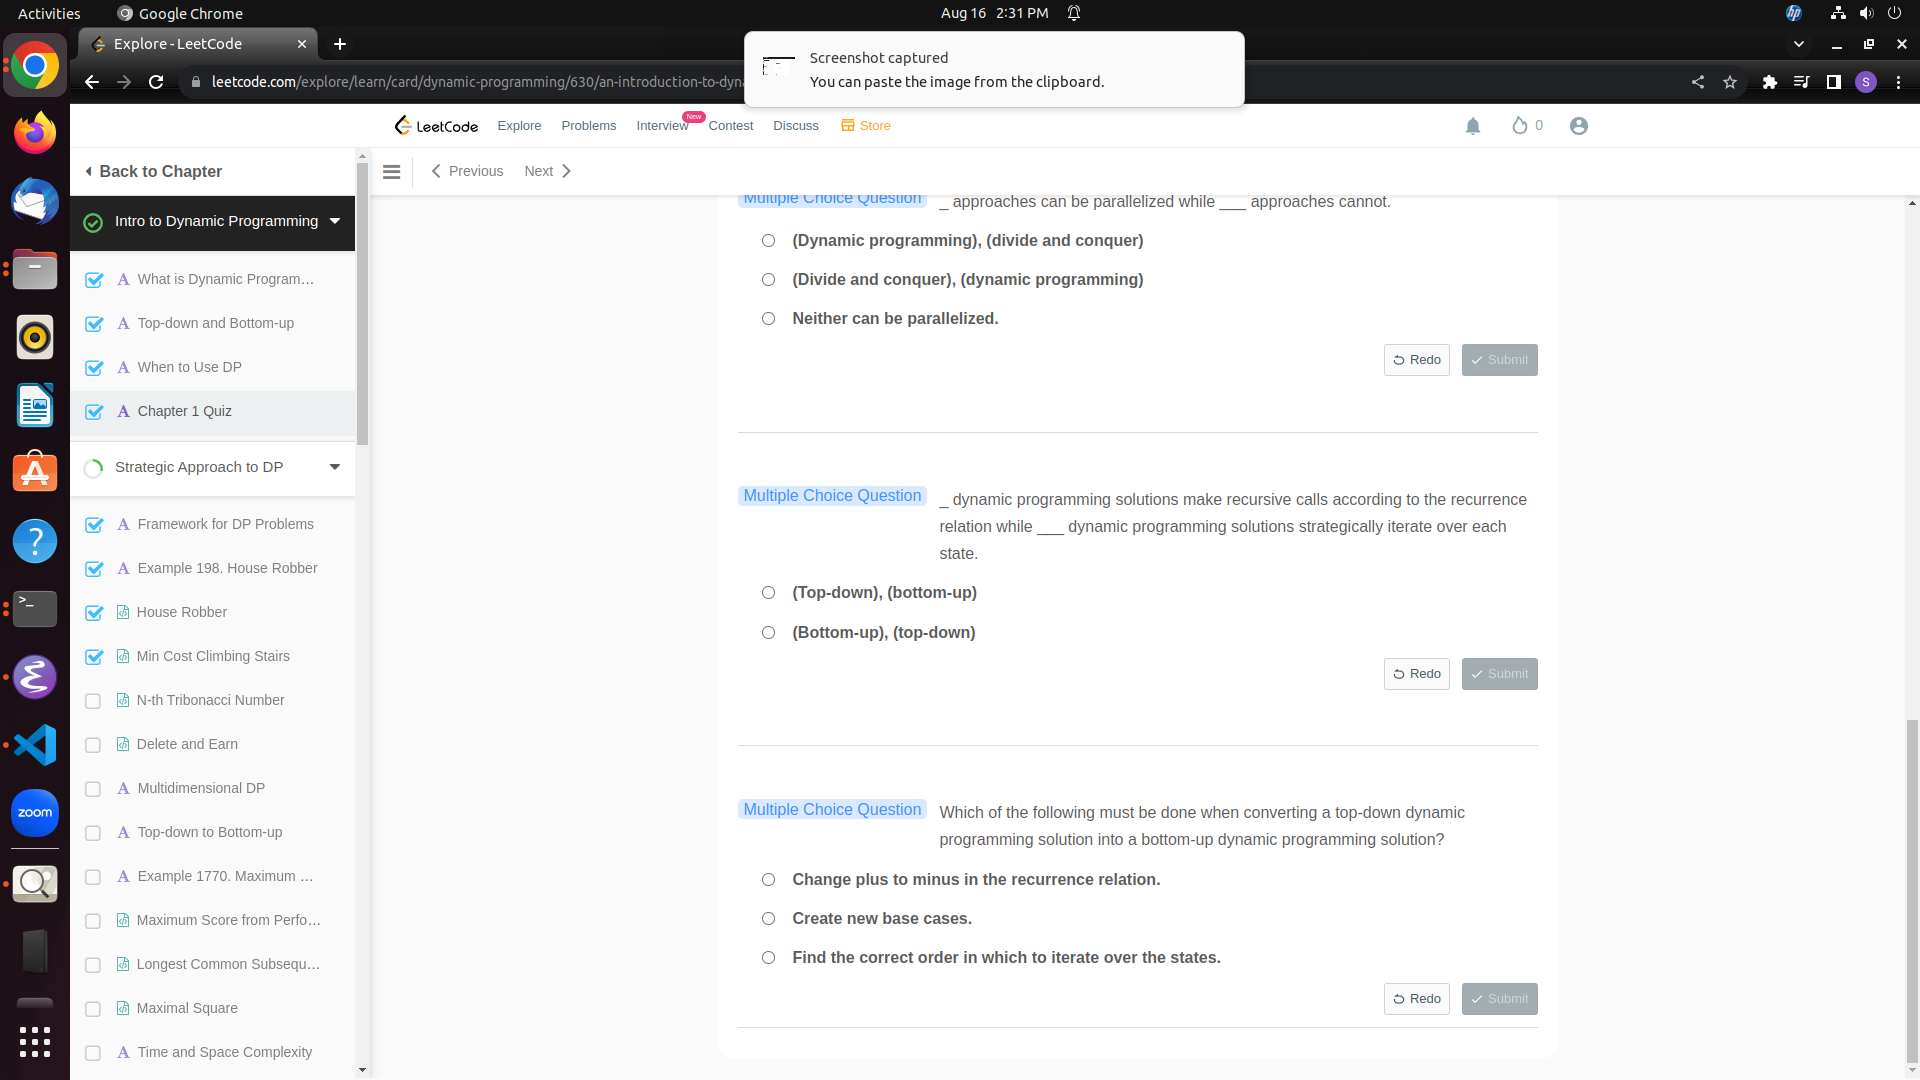 Activities
Google Chrome
Aug 16 2:31 PM
Explore - LeetCode
Screenshot captured
You can paste the image from the clipboard.
leetcode.com/explore/learn/card/dynamic-programming/630/an-introduction-to-dyna
S
LeetCode
Explore
Problems
Interview
New
Contest
Discuss
Store
0
Back to Chapter
Previous
Next
Intro to Dynamic Programming
A What is Dynamic Program…
A Top-down and Bottom-up
A When to Use DP
A Chapter 1 Quiz
Strategic Approach to DP
A Framework for DP Problems
A Example 198. House Robber
House Robber
Min Cost Climbing Stairs
N-th Tribonacci Number
Delete and Earn
A Multidimensional DP
A Top-down to Bottom-up
A Example 1770. Maximum …
Maximum Score from Perfo…
Longest Common Subsequ…
Maximal Square
A Time and Space Complexity
Multiple Choice Question
_ approaches can be parallelized while ___ approaches cannot.
(Dynamic programming), (divide and conquer)
(Divide and conquer), (dynamic programming)
Neither can be parallelized.
Redo
Submit
Multiple Choice Question
_ dynamic programming solutions make recursive calls according to the recurrence
relation while ___ dynamic programming solutions strategically iterate over each
state.
(Top-down), (bottom-up)
(Bottom-up), (top-down)
Redo
Submit
Multiple Choice Question
Which of the following must be done when converting a top-down dynamic
programming solution into a bottom-up dynamic programming solution?
Change plus to minus in the recurrence relation.
Create new base cases.
Find the correct order in which to iterate over the states.
Redo
Submit
zoom
hp